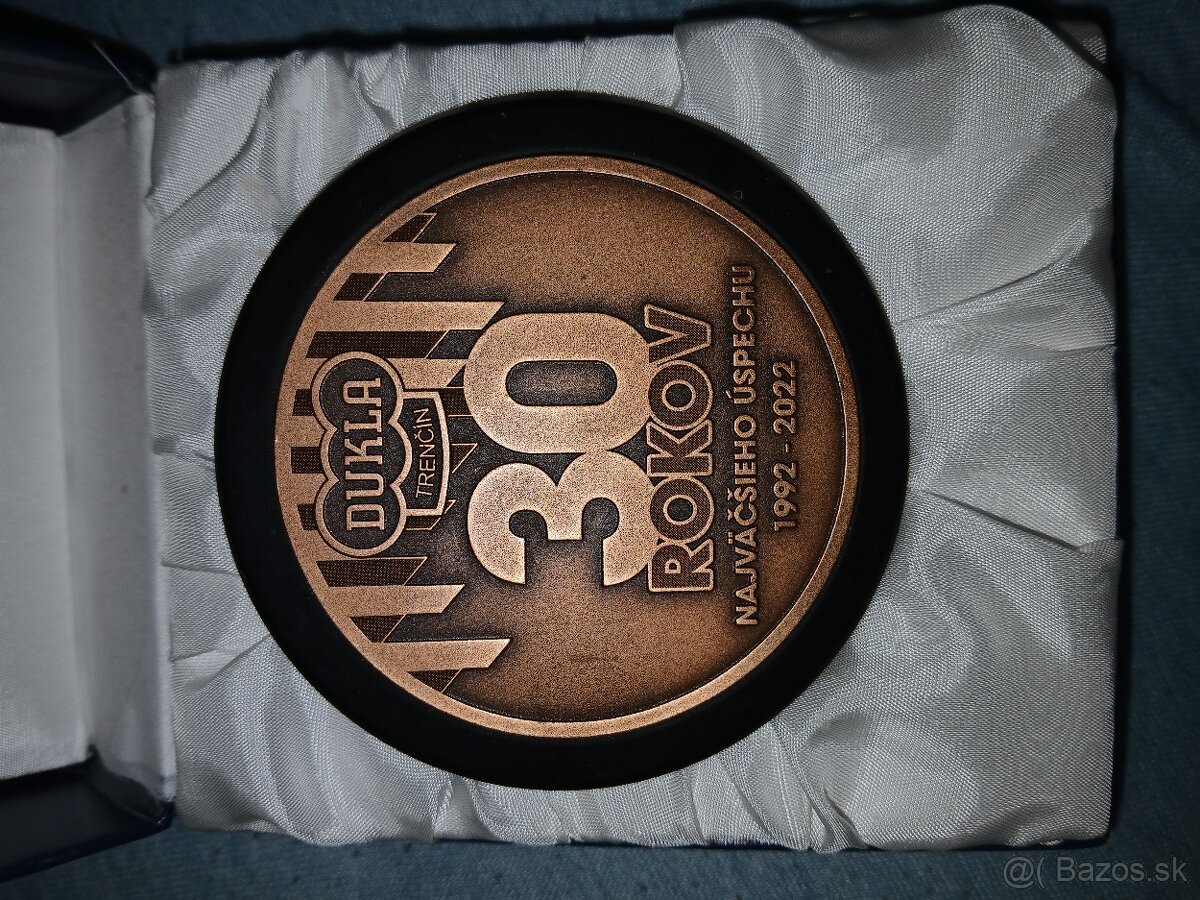 DUKLA
TRENČÍN
30
ROKOV
NAJVÄČŠIEHO ÚSPECHU
1992 - 2022
@( Bazos.sk